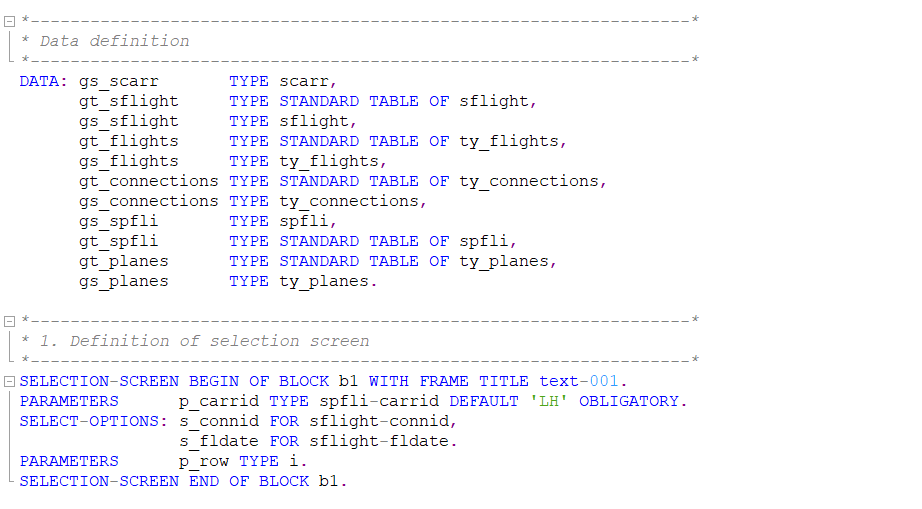 *------------------------------------------------------------------*
* Data definition
*------------------------------------------------------------------*
DATA: gs_scarr       TYPE scarr,
      gt_sflight     TYPE STANDARD TABLE OF sflight,
      gs_sflight     TYPE sflight,
      gt_flights     TYPE STANDARD TABLE OF ty_flights,
      gs_flights     TYPE ty_flights,
      gt_connections TYPE STANDARD TABLE OF ty_connections,
      gs_connections TYPE ty_connections,
      gs_spfli       TYPE spfli,
      gt_spfli       TYPE STANDARD TABLE OF spfli,
      gt_planes      TYPE STANDARD TABLE OF ty_planes,
      gs_planes      TYPE ty_planes.
*------------------------------------------------------------------*
* 1. Definition of selection screen
*------------------------------------------------------------------*
SELECTION-SCREEN BEGIN OF BLOCK b1 WITH FRAME TITLE text-001.
PARAMETERS      p_carrid TYPE spfli-carrid DEFAULT 'LH' OBLIGATORY.
SELECT-OPTIONS: s_connid FOR sflight-connid,
                s_fldate FOR sflight-fldate.
PARAMETERS      p_row TYPE i.
SELECTION-SCREEN END OF BLOCK b1.